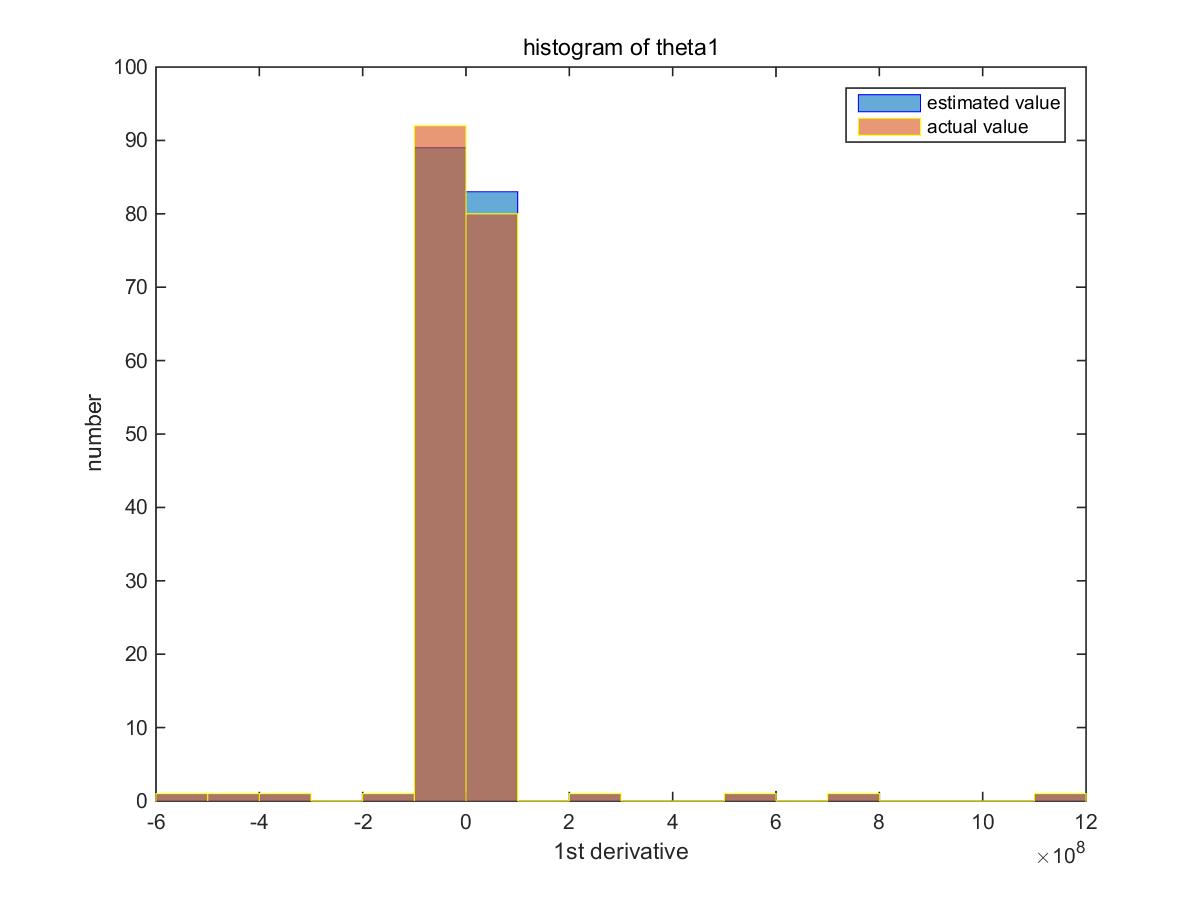 histogram of theta1
estimated value
actual value
100
90
80
70
60
50
40
30
20
10
0
number
-6 -4 -2 0 2 4 6 8 10 12
1st derivative
×10^8